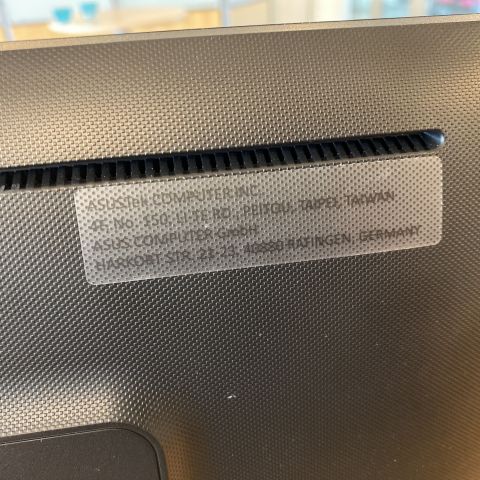 ASUSTek COMPUTER INC.
4F, No. 150, LI-TE RD., PEITOU, TAIPEI, TAIWAN
ASUS COMPUTER GmbH
HARKORT STR. 21-23, 40880 RATINGEN, GERMANY